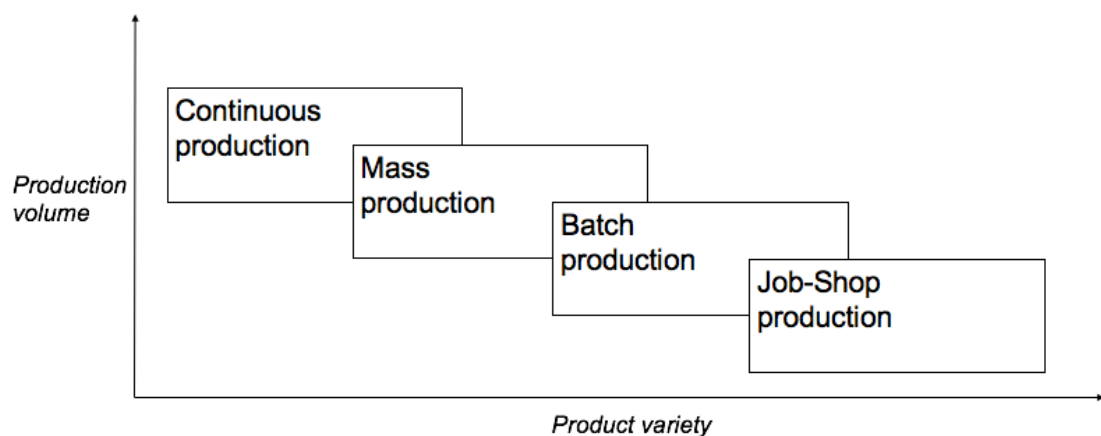 Continuous
production
Mass
production
Production
volume
Batch
production
Job-Shop
production
Product variety